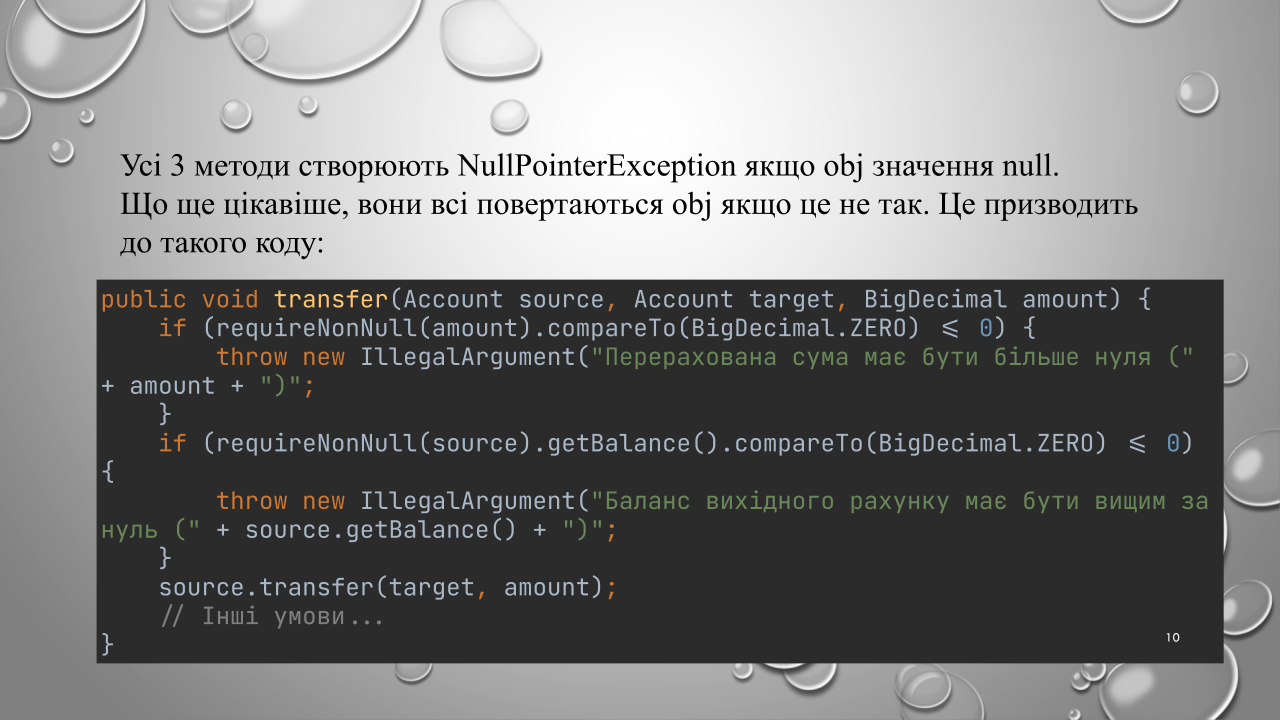 Усі 3 методи створюють NullPointerException якщо obj значення null.
Що ще цікавіше, вони всі повертаються obj якщо це не так. Це призводить
до такого коду:
public void transfer(Account source, Account target, BigDecimal amount) {
    if (requireNonNull(amount).compareTo(BigDecimal.ZERO) <= 0) {
        throw new IllegalArgument("Перерахована сума має бути більше нуля ("
+ amount + ")";
    }
    if (requireNonNull(source).getBalance().compareTo(BigDecimal.ZERO) <= 0)
{
        throw new IllegalArgument("Баланс вихідного рахунку має бути вищим за
нуль (" + source.getBalance() + ")";
    }
    source.transfer(target, amount);
    // Інші умови...
}
10